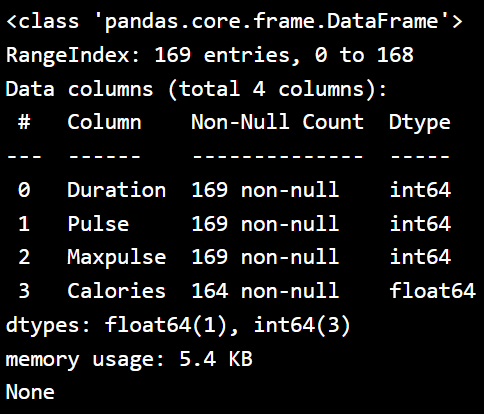 <class 'pandas.core.frame.DataFrame'>
RangeIndex: 169 entries, 0 to 168
Data columns (total 4 columns):
 #   Column    Non-Null Count  Dtype
---  ------    --------------  -----
 0   Duration  169 non-null    int64
 1   Pulse     169 non-null    int64
 2   Maxpulse  169 non-null    int64
 3   Calories  164 non-null    float64
dtypes: float64(1), int64(3)
memory usage: 5.4 KB
None